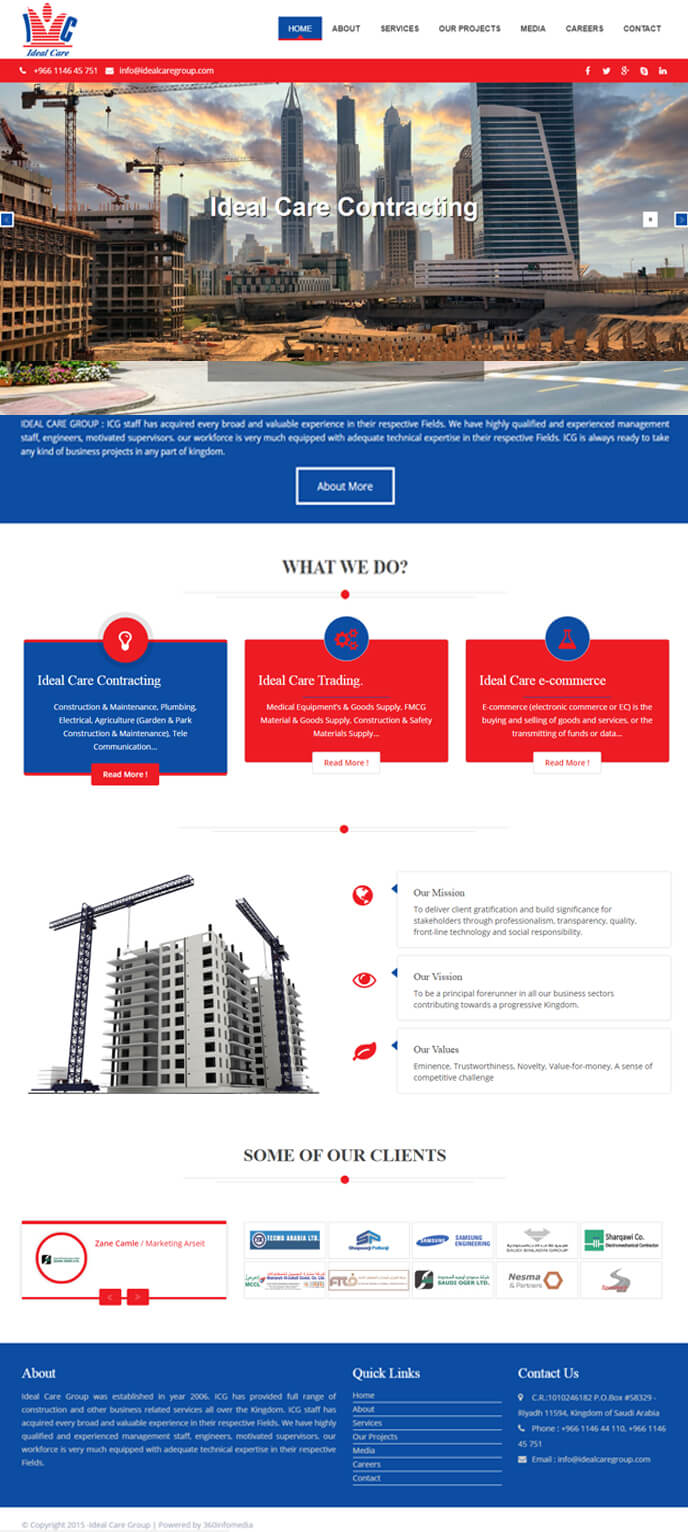 Ideal Care
HOME ABOUT SERVICES OUR PROJECTS MEDIA CAREERS CONTACT
+966 1146 45 751 info@idealcaregroup.com
Ideal Care Contracting
IDEAL CARE GROUP : ICG staff has acquired every broad and valuable experience in their respective Fields. We have highly qualified and experienced management
staff, engineers, motivated supervisors. our workforce is very much equipped with adequate technical expertise in their respective Fields. ICG is always ready to take
any kind of business projects in any part of kingdom.
About More
WHAT WE DO?
Ideal Care Contracting
Construction & Maintenance, Plumbing,
Electrical, Agriculture (Garden & Park
Construction & Maintenance), Tele
Communication...
Read More !
Ideal Care Trading.
Medical Equipment's & Goods Supply, FMCG
Material & Goods Supply, Construction & Safety
Materials Supply...
Read More !
Ideal Care e-commerce
E-commerce (electronic commerce or EC) is the
buying and selling of goods and services, or the
transmitting of funds or data...
Read More !
Our Mission
To deliver client gratification and build significance for
stakeholders through professionalism, transparency, quality,
front-line technology and social responsibility.
Our Vission
To be a principal forerunner in all our business sectors
contributing towards a progressive Kingdom.
Our Values
Eminence, Trustworthiness, Novelty, Value-for-money, A sense of
competitive challenge
SOME OF OUR CLIENTS
Zane Camle / Marketing Arseit
TEKMO ARABIA LTD.
Shapoorji Pallonji
SAMSUNG SAMSUNG ENGINEERING
SAUDI BINLADIN GROUP
Sharqawi Co.
Electromechanical Contractor
MCCL
SAUDI OGER LTD.
Nesma
& Partners
About
Ideal Care Group was established in year 2006. ICG has provided full range of
construction and other business related services all over the Kingdom. ICG staff has
acquired every broad and valuable experience in their respective Fields. We have highly
qualified and experienced management staff, engineers, motivated supervisors. our
workforce is very much equipped with adequate technical expertise in their respective
Fields.
Quick Links
Home
About
Services
Our Projects
Media
Careers
Contact
Contact Us
C.R.:1010246182 P.O.Box #58329 -
Riyadh 11594, Kingdom of Saudi Arabia
Phone : +966 1146 44 110, +966 1146
45 751
Email : info@idealcaregroup.com
© Copyright 2015 -Ideal Care Group | Powered by 360infomedia